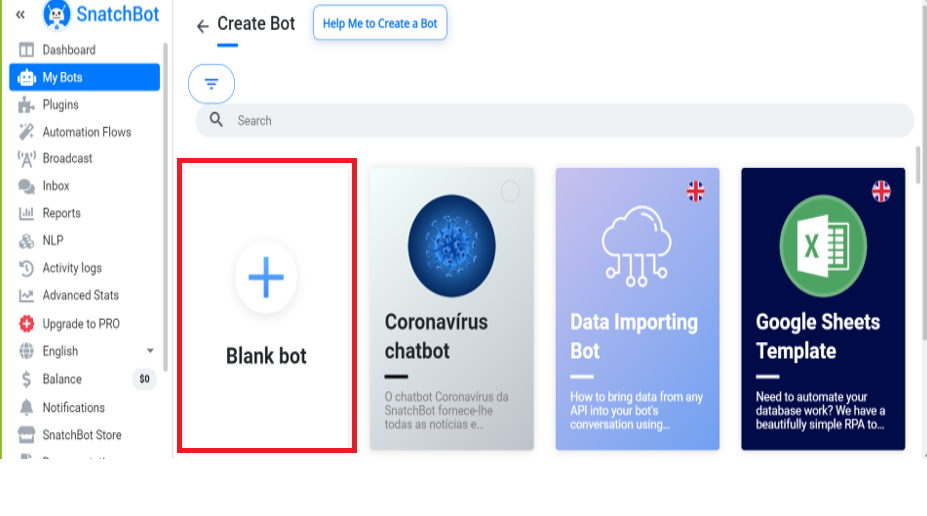 SnatchBot
Dashboard
My Bots
Plugins
Automation Flows
Broadcast
Inbox
Reports
NLP
Activity logs
Advanced Stats
Upgrade to PRO
English
Balance $0
Notifications
SnatchBot Store
Create Bot
Help Me to Create a Bot
Search
Blank bot
Coronavírus
chatbot
O chatbot Coronavírus da
SnatchBot fornece-lhe
todas as notícias e...
Data Importing
Bot
How to bring data from any
API into your bot's
conversation using...
X
Google Sheets
Template
Need to automate your
database work? We have a
beautifully simple RPA to...